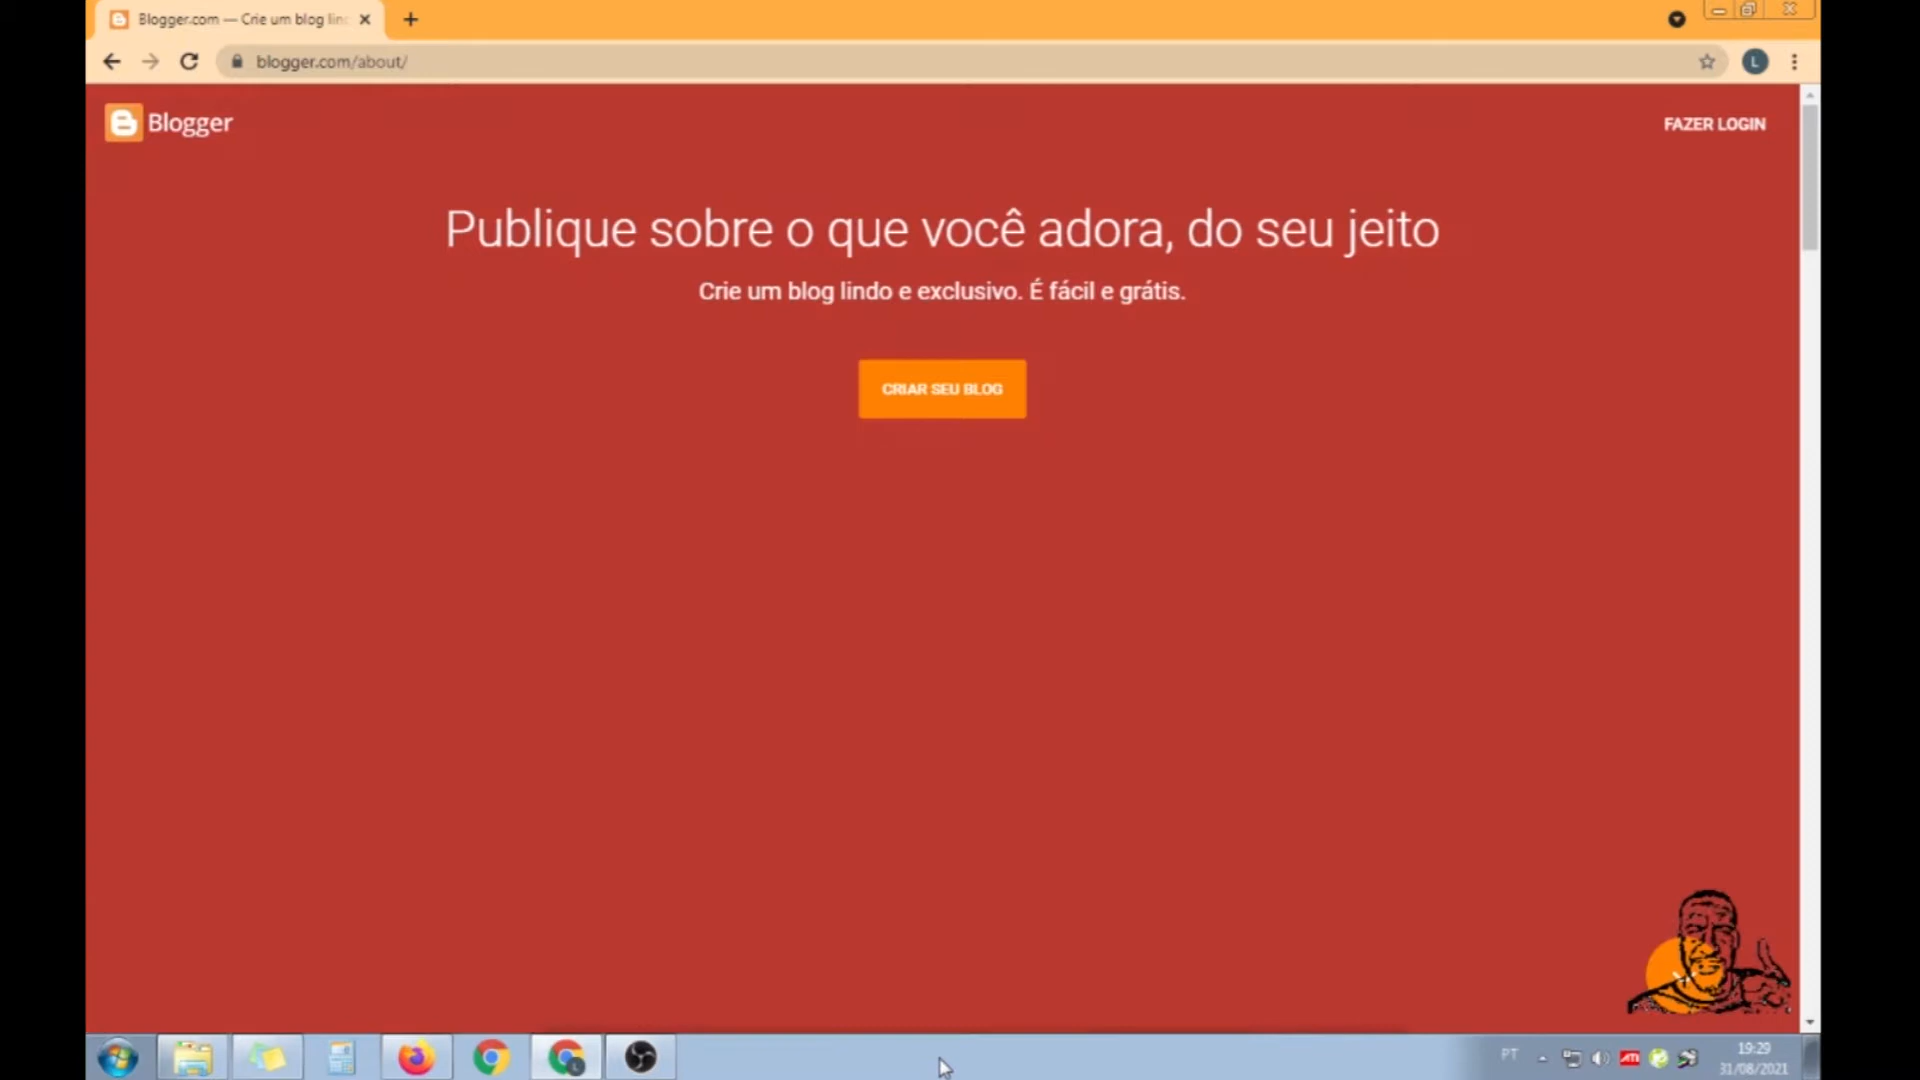 Blogger.com — Crie um blog lin
blogger.com/about/
L
Blogger
FAZER LOGIN
Publique sobre o que você adora, do seu jeito
Crie um blog lindo e exclusivo. É fácil e grátis.
CRIAR SEU BLOG
L
PT
ATI
19:29
31/08/2021